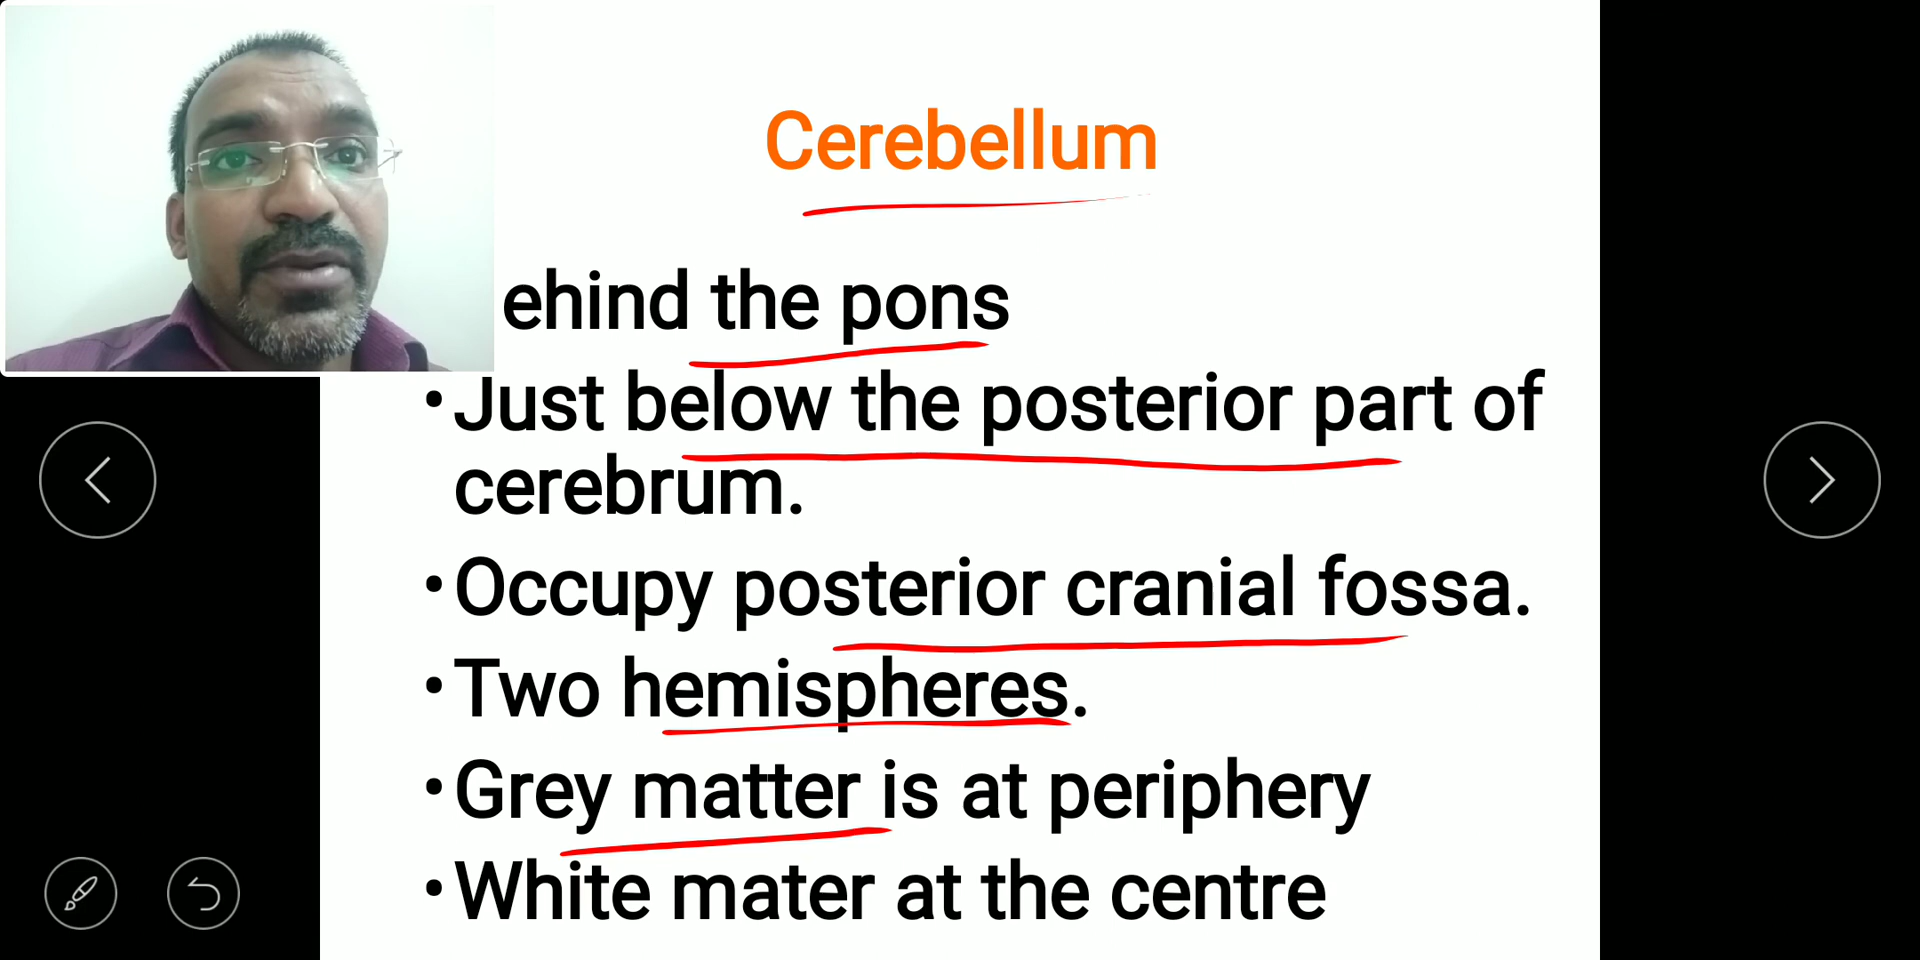 Cerebellum
ehind the pons
• Just below the posterior part of
cerebrum.
• Occupy posterior cranial fossa.
• Two hemispheres.
• Grey matter is at periphery
• White mater at the centre